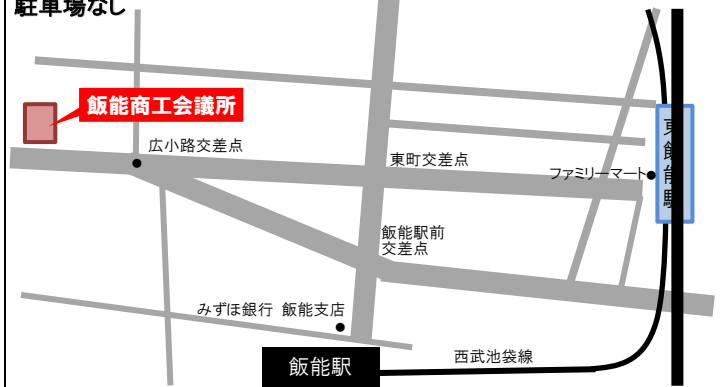 駐車場なし
飯能商工会議所
広小路交差点
東町交差点
ファミリーマート
東飯能駅
飯能駅前
交差点
みずほ銀行 飯能支店
西武池袋線
飯能駅